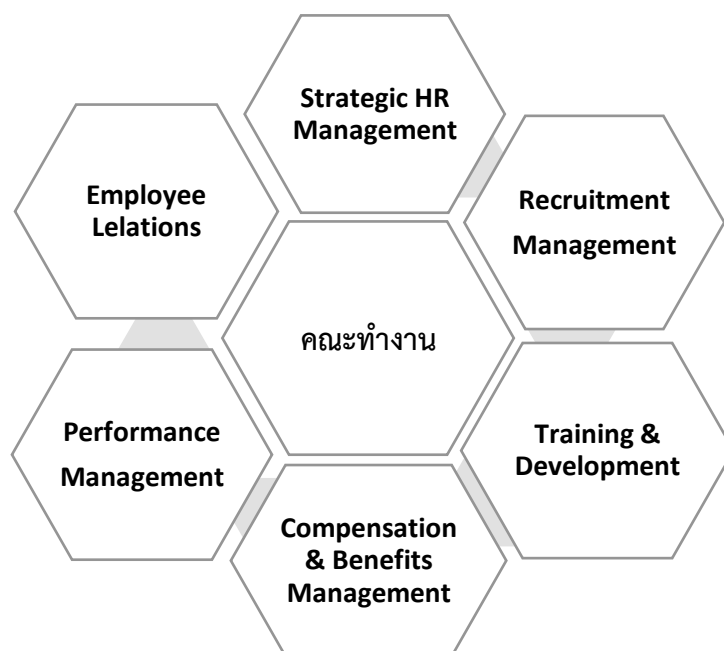 Strategic HR
Management
Employee
Lelations
Recruitment
Management
คณะทำงาน
Performance
Management
Training &
Development
Compensation
& Benefits
Management